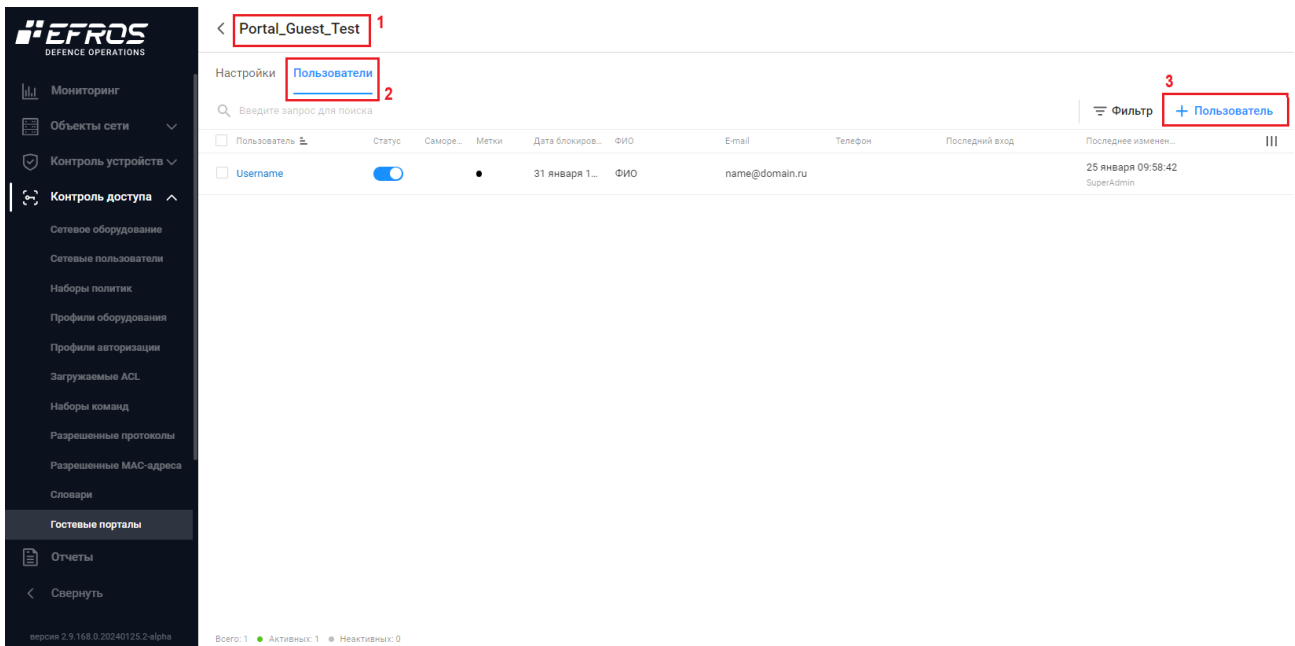 EFROS
DEFENCE OPERATIONS
Мониторинг
Объекты сети
Контроль устройств
Контроль доступа
Сетевое оборудование
Сетевые пользователи
Наборы политик
Профили оборудования
Профили авторизации
Загружаемые ACL
Наборы команд
Разрешенные протоколы
Разрешенные MAC-адреса
Словари
Гостевые порталы
Отчеты
Свернуть
версия 2.9.168.0.20240125.2-alpha
Portal_Guest_Test 1
Настройки Пользователи 2
3
Введите запрос для поиска Фильтр + Пользователь
Пользователь Статус Саморе... Метки Дата блокиров... ФИО E-mail Телефон Последний вход Последнее изменен...
Username 31 января 1... ФИО name@domain.ru 25 января 09:58:42
SuperAdmin
Всего: 1 Активных: 1 Неактивных: 0